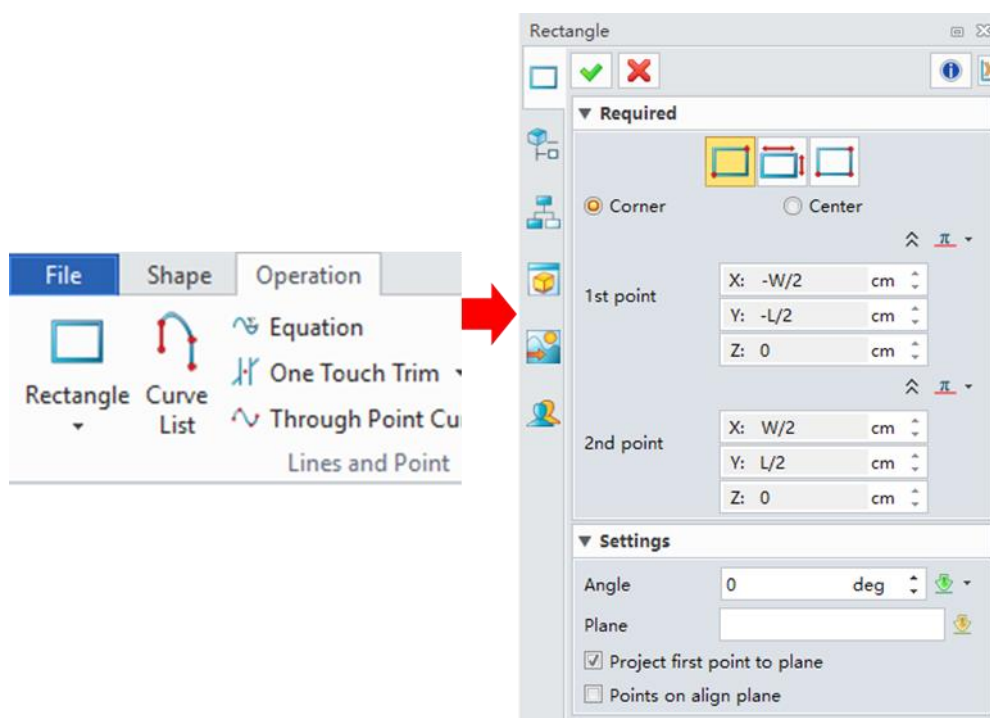 File Shape Operation
Rectangle
Curve List
Equation
One Touch Trim
Through Point Cu
Lines and Point
Rectangle
Required
Corner Center
π
1st point
X: -W/2 cm
Y: -L/2 cm
Z: 0 cm
π
2nd point
X: W/2 cm
Y: L/2 cm
Z: 0 cm
Settings
Angle 0 deg
Plane
Project first point to plane
Points on align plane